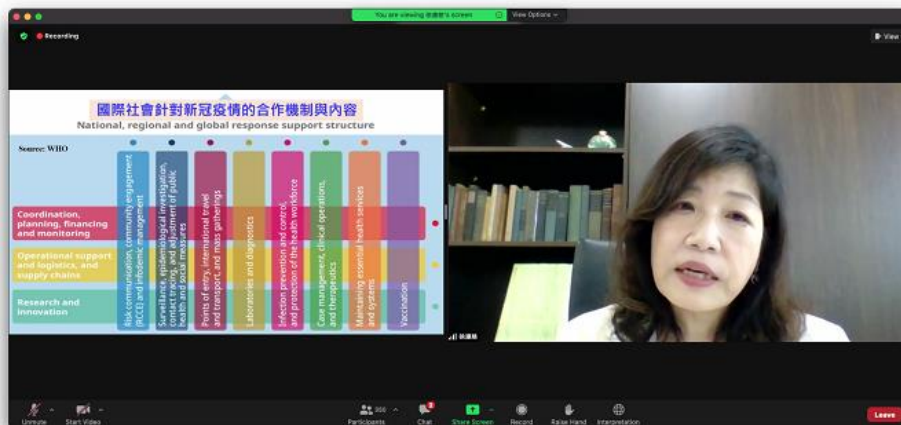 You are viewing 張麗娟's screen
View Options
Recording
View
國際社會針對新冠疫情的合作機制與內容
National, regional and global response support structure
Source: WHO
Coordination,
planning, financing
and monitoring
Operational support
and logistics, and
supply chains
Research and
innovation
Risk communication, community engagement
(RCCE) and infodemic management
Surveillance, epidemiological investigation,
contact tracing, and adjustment of public
health and social measures
Points of entry, international travel
and transport, and mass gatherings
Laboratories and diagnostics
Infection prevention and control,
and protection of the health workforce
Case management, clinical operations,
and therapeutics
Maintaining essential health services
and systems
Vaccination
Unmute
Start Video
Participants
Chat
Share Screen
Record
Raise Hand
Interpretation
Leave